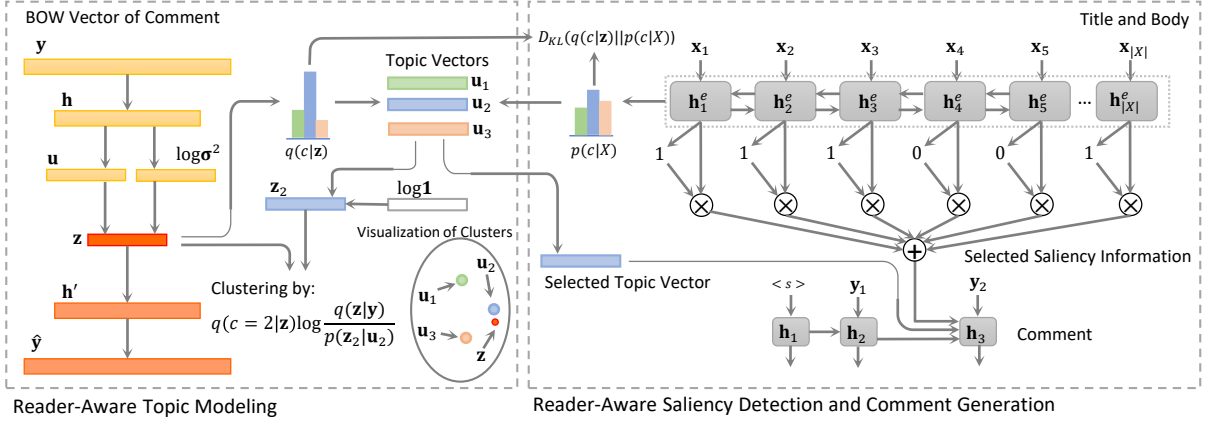 BOW Vector of Comment
y
h
u
logσ²
z
h′
ŷ
q(c|z)
Topic Vectors
u₁
u₂
u₃
z₂
log1
Clustering by:
q(c = 2|z)log q(z|y) / p(z₂|u₂)
Visualization of Clusters
u₂
u₁
u₃
z
Reader-Aware Topic Modeling
D_KL(q(c|z)||p(c|X))
p(c|X)
Title and Body
x₁ x₂ x₃ x₄ x₅ x_|X|
h₁ᵉ h₂ᵉ h₃ᵉ h₄ᵉ h₅ᵉ ... hᵉ_|X|
1 1 1 0 0 1
× × × × × ×
+
Selected Saliency Information
Selected Topic Vector
< s > y₁ y₂
h₁ h₂ h₃
Comment
Reader-Aware Saliency Detection and Comment Generation